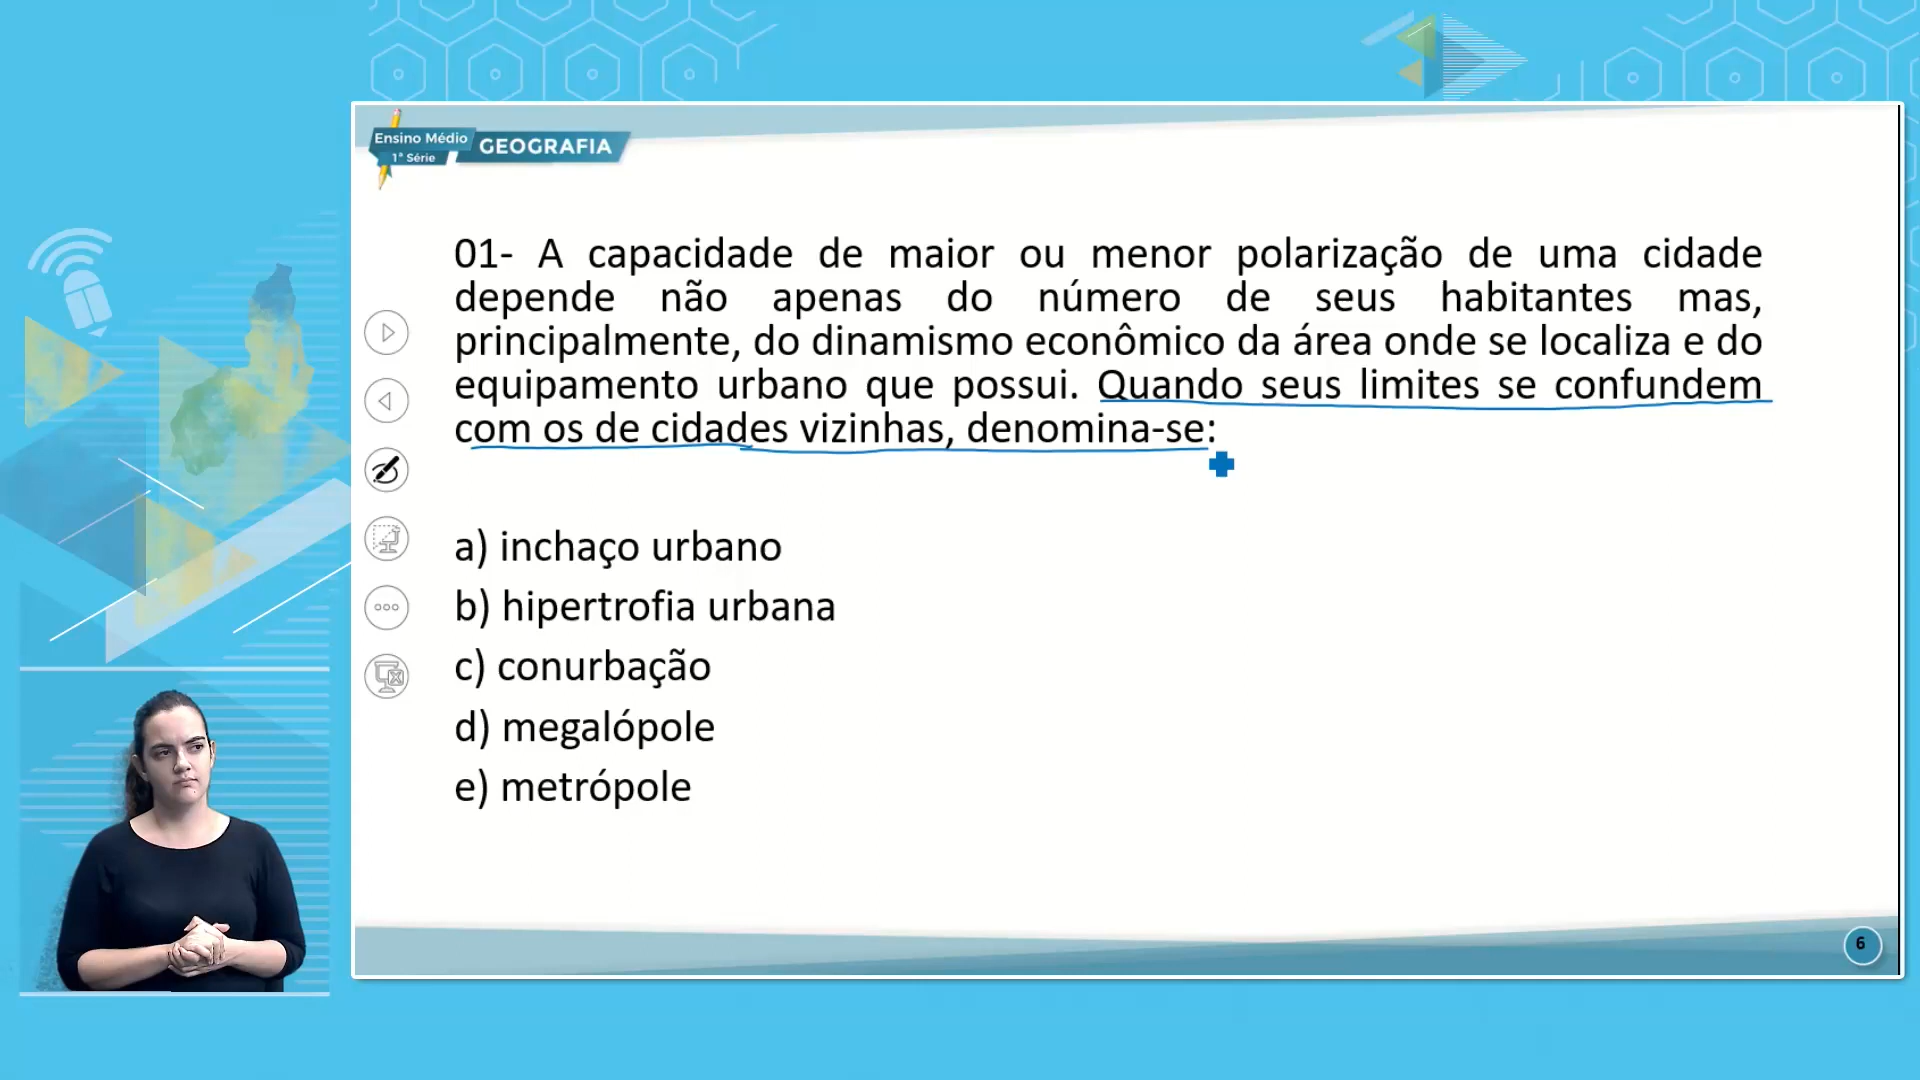 Ensino Médio
1ª Série
GEOGRAFIA
01- A capacidade de maior ou menor polarização de uma cidade
depende não apenas do número de seus habitantes mas,
principalmente, do dinamismo econômico da área onde se localiza e do
equipamento urbano que possui. Quando seus limites se confundem
com os de cidades vizinhas, denomina-se:
a) inchaço urbano
b) hipertrofia urbana
c) conurbação
d) megalópole
e) metrópole
6